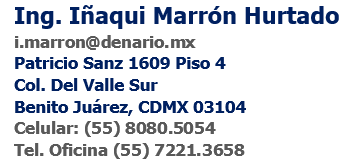 Ing. Iñaqui Marrón Hurtado
i.marron@denario.mx
Patricio Sanz 1609 Piso 4
Col. Del Valle Sur
Benito Juárez, CDMX 03104
Celular: (55) 8080.5054
Tel. Oficina (55) 7221.3658